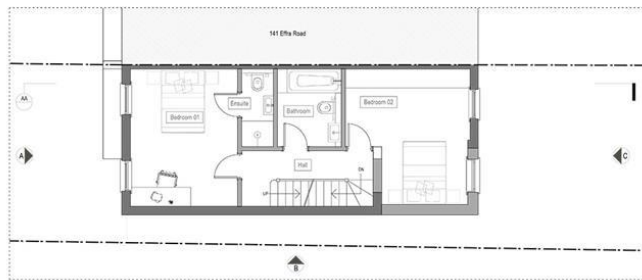 141 Effra Road
AA
Ensuite
Bedroom 01
Bathroom
Bedroom 02
A
Hall
C
UP
DN
B